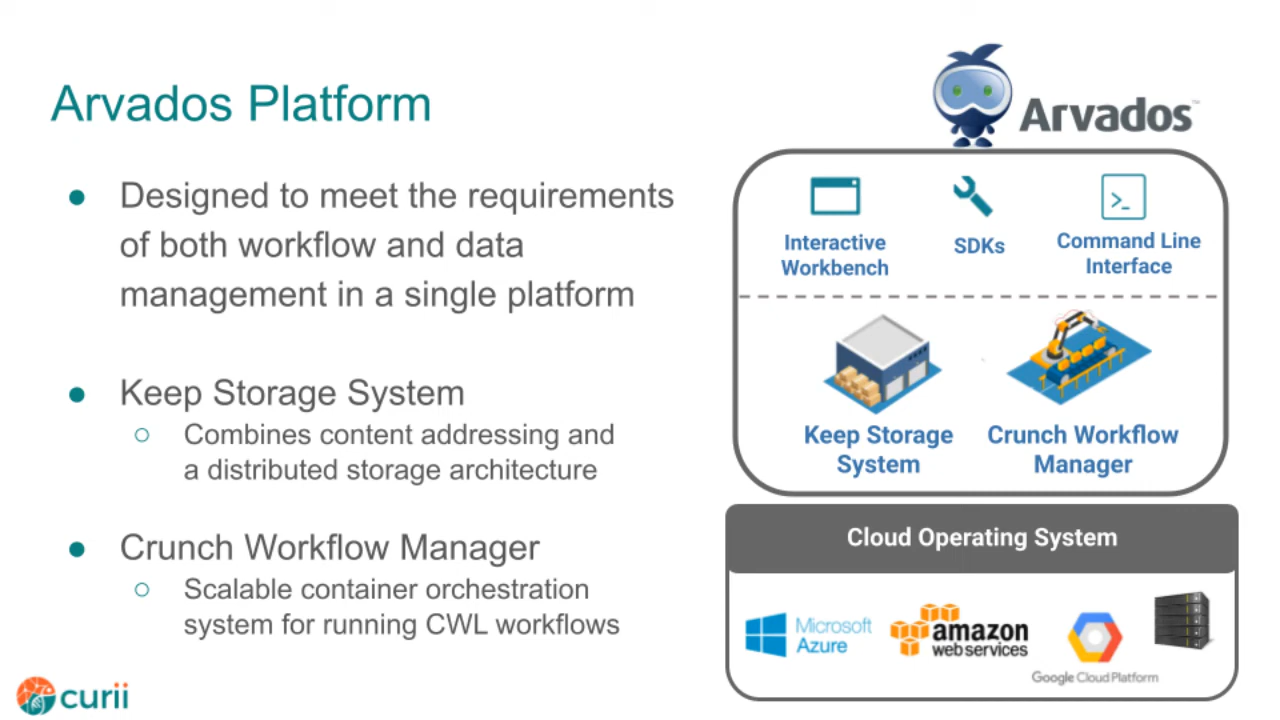 Arvados Platform
● Designed to meet the requirements
of both workflow and data
management in a single platform
● Keep Storage System
○ Combines content addressing and
a distributed storage architecture
● Crunch Workflow Manager
○ Scalable container orchestration
system for running CWL workflows
curii
Arvados™
Interactive
Workbench
SDKs
Command Line
Interface
Keep Storage
System
Crunch Workflow
Manager
Cloud Operating System
Microsoft
Azure
amazon
web services
Google Cloud Platform